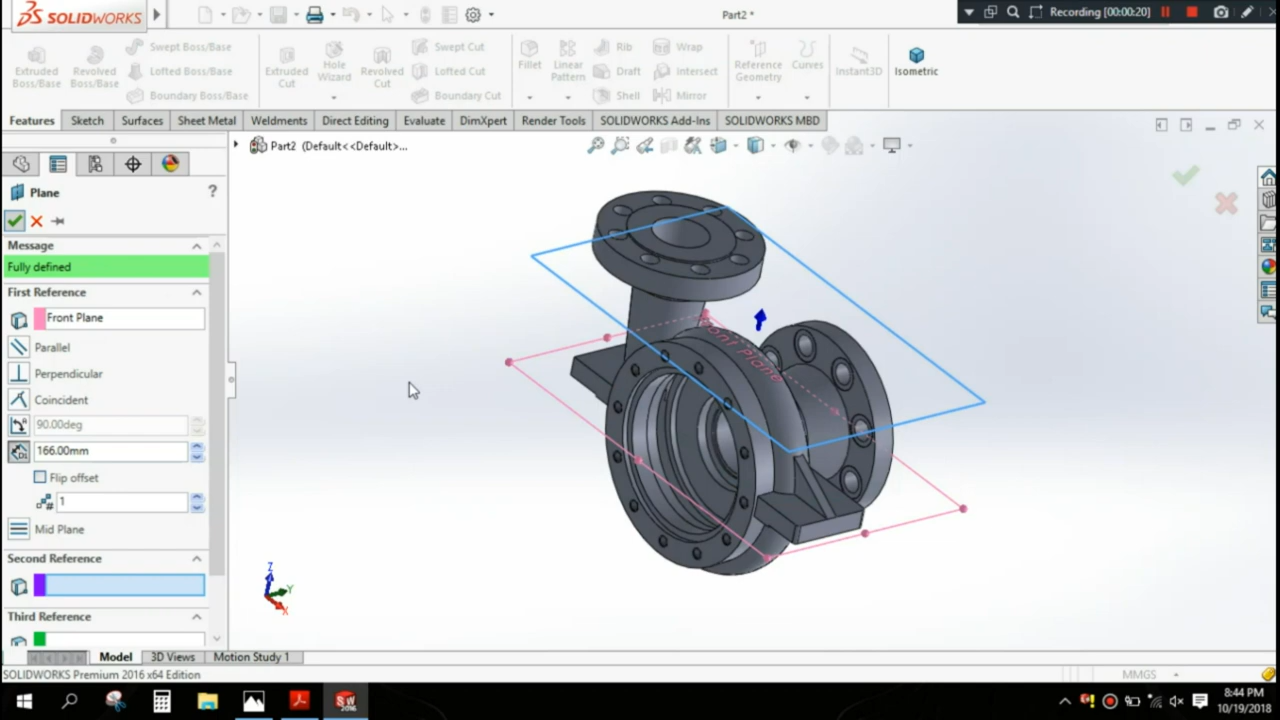 SOLIDWORKS
Part2 *
Recording [00:00:20]
Extruded Boss/Base
Revolved Boss/Base
Swept Boss/Base
Lofted Boss/Base
Boundary Boss/Base
Extruded Cut
Hole Wizard
Revolved Cut
Swept Cut
Lofted Cut
Boundary Cut
Fillet
Linear Pattern
Rib
Draft
Shell
Wrap
Intersect
Mirror
Reference Geometry
Curves
Instant3D
Isometric
Features Sketch Surfaces Sheet Metal Weldments Direct Editing Evaluate DimXpert Render Tools SOLIDWORKS Add-Ins SOLIDWORKS MBD
Part2 (Default<<Default>...
Plane ?
Message
Fully defined
First Reference
Front Plane
Parallel
Perpendicular
Coincident
90.00deg
166.00mm
Flip offset
1
Mid Plane
Second Reference
Third Reference
Front Plane
Z
Y
X
Model 3D Views Motion Study 1
SOLIDWORKS Premium 2016 x64 Edition
MMGS
SW
2016
8:44 PM
10/19/2018